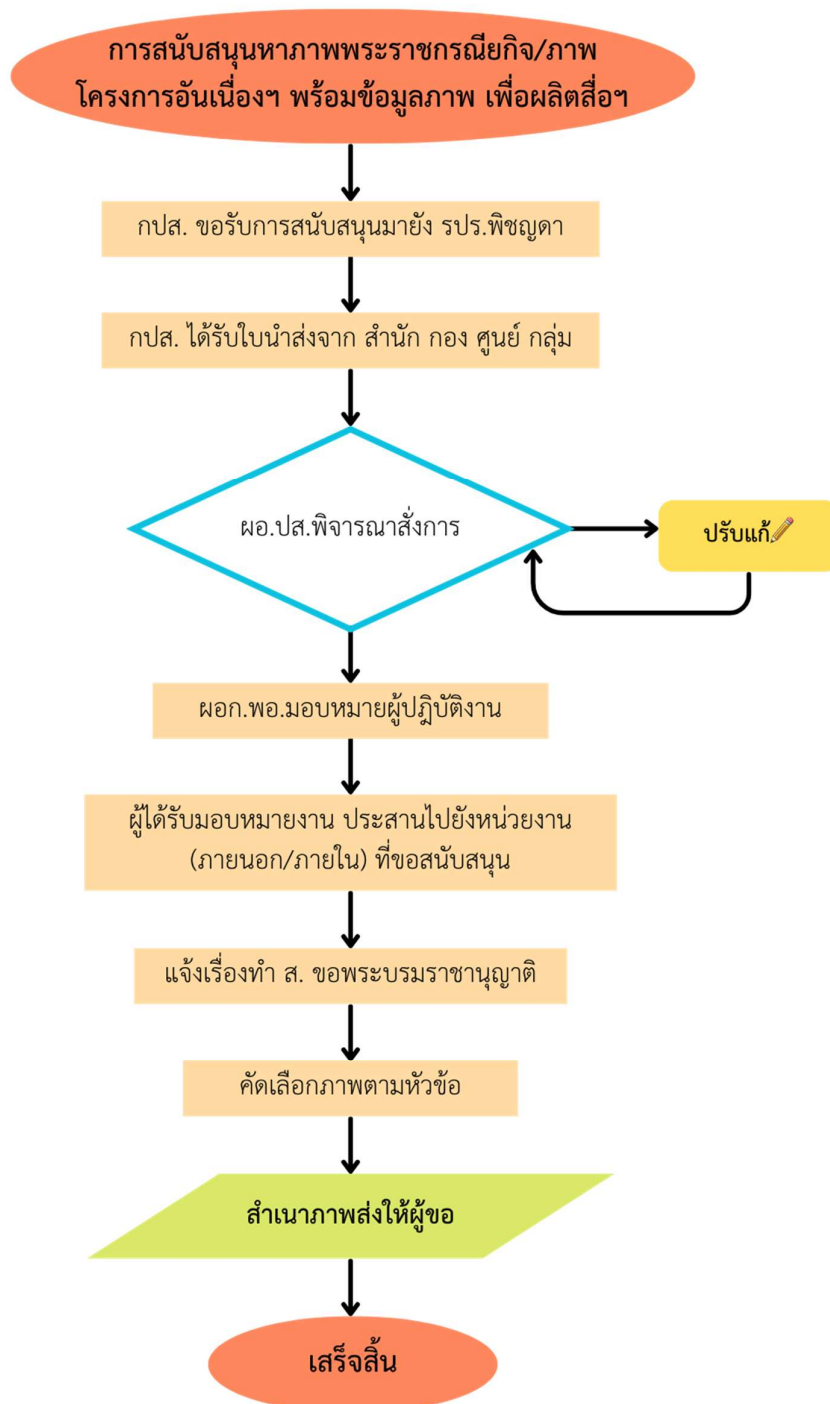 การสนับสนุนหาภาพพระราชกรณียกิจ/ภาพ
โครงการอันเนื่องฯ พร้อมข้อมูลภาพ เพื่อผลิตสื่อฯ
กปส. ขอรับการสนับสนุนมายัง รปร.พิชญดา
กปส. ได้รับใบนำส่งจาก สำนัก กอง ศูนย์ กลุ่ม
ผอ.ปส.พิจารณาสั่งการ
ปรับแก้
ผอก.พอ.มอบหมายผู้ปฎิบัติงาน
ผู้ได้รับมอบหมายงาน ประสานไปยังหน่วยงาน
(ภายนอก/ภายใน) ที่ขอสนับสนุน
แจ้งเรื่องทำ ส. ขอพระบรมราชานุญาติ
คัดเลือกภาพตามหัวข้อ
สำเนาภาพส่งให้ผู้ขอ
เสร็จสิ้น